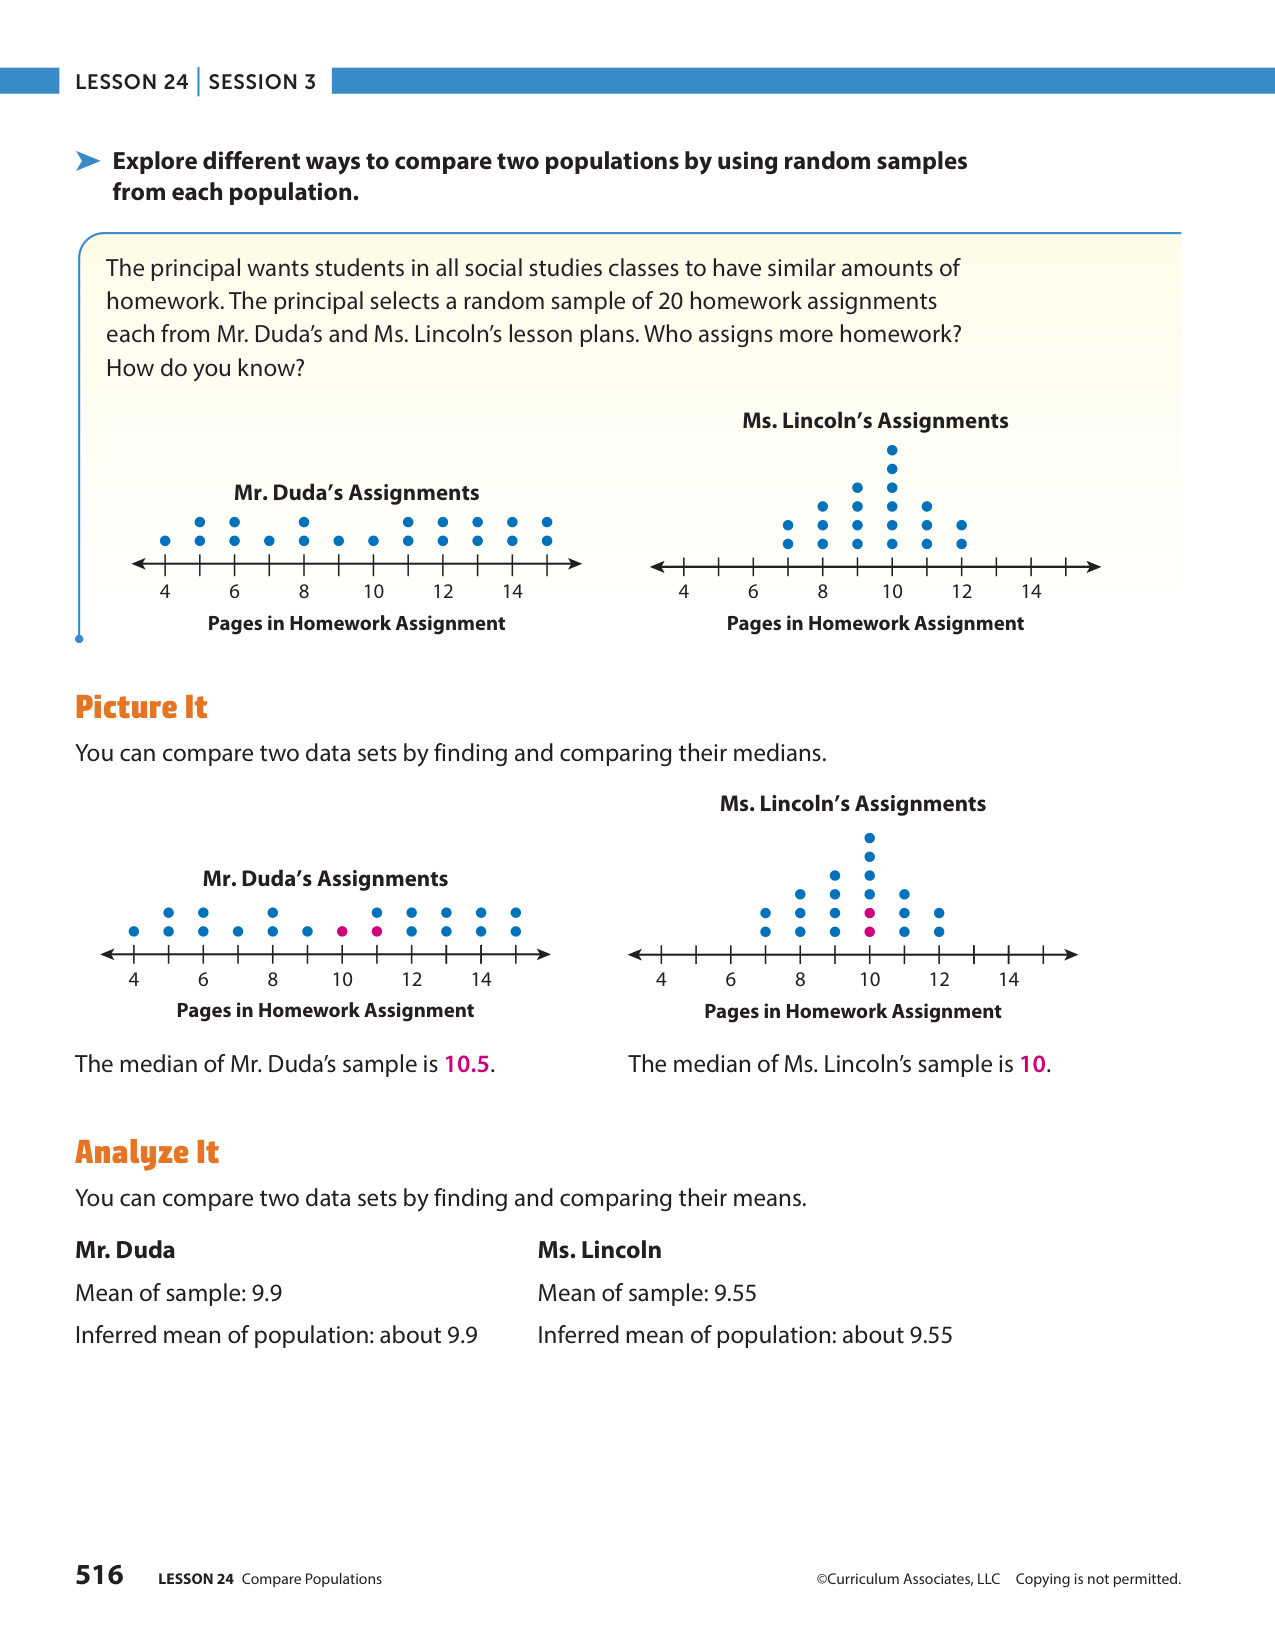 LESSON 24 | SESSION 3
➤ Explore different ways to compare two populations by using random samples
from each population.
The principal wants students in all social studies classes to have similar amounts of
homework. The principal selects a random sample of 20 homework assignments
each from Mr. Duda’s and Ms. Lincoln’s lesson plans. Who assigns more homework?
How do you know?
Mr. Duda’s Assignments
4 6 8 10 12 14
Pages in Homework Assignment
Ms. Lincoln’s Assignments
4 6 8 10 12 14
Pages in Homework Assignment
Picture It
You can compare two data sets by finding and comparing their medians.
Mr. Duda’s Assignments
4 6 8 10 12 14
Pages in Homework Assignment
The median of Mr. Duda’s sample is 10.5.
Ms. Lincoln’s Assignments
4 6 8 10 12 14
Pages in Homework Assignment
The median of Ms. Lincoln’s sample is 10.
Analyze It
You can compare two data sets by finding and comparing their means.
Mr. Duda
Mean of sample: 9.9
Inferred mean of population: about 9.9
Ms. Lincoln
Mean of sample: 9.55
Inferred mean of population: about 9.55
516 LESSON 24 Compare Populations
©Curriculum Associates, LLC Copying is not permitted.